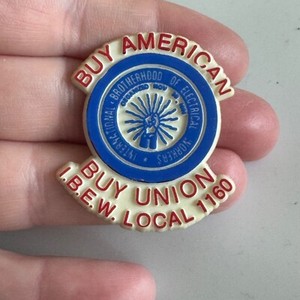 BUY AMERICAN
INTERNATIONAL · BROTHERHOOD OF ELECTRICAL WORKERS ·
BUY UNION
I.B.E.W. LOCAL 1160